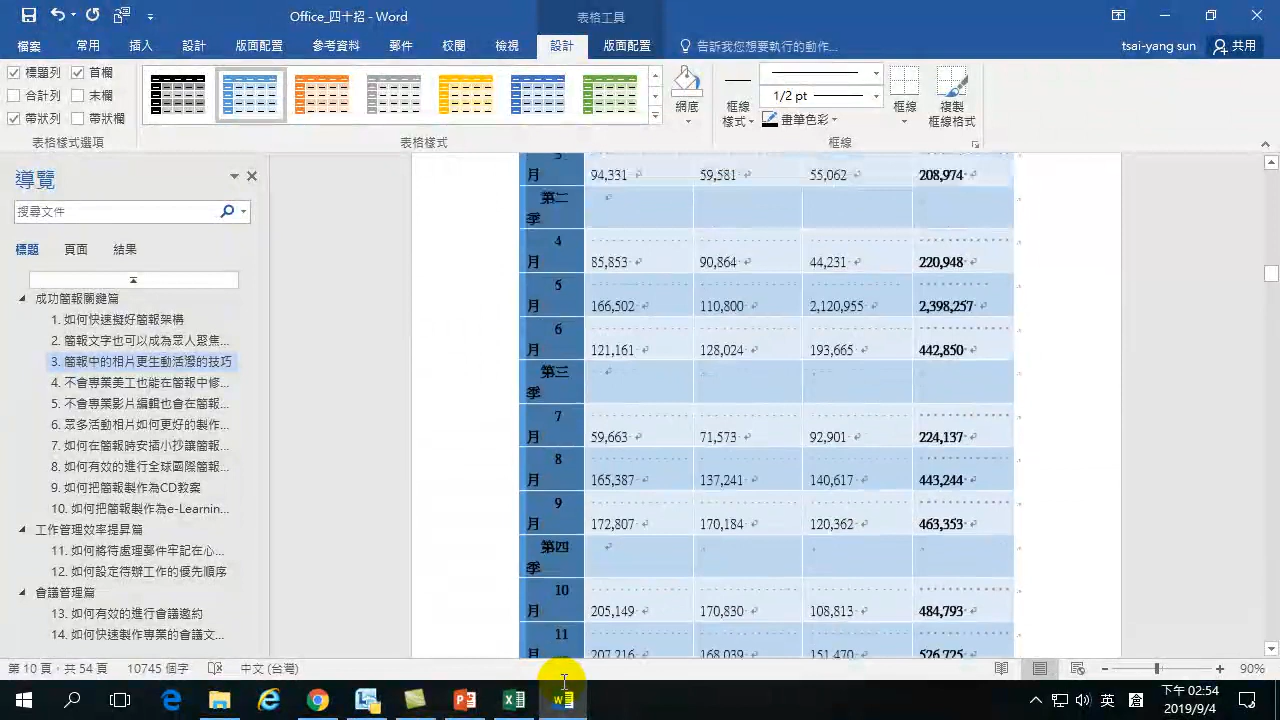 Office_四十招 - Word
表格工具
檔案 常用 插入 設計 版面配置 參考資料 郵件 校閱 檢視 設計 版面配置 告訴我您想要執行的動作... tsai-yang sun 共用
標題列 首欄
合計列 末欄
帶狀列 帶狀欄
網底
框線樣式
1/2 pt
畫筆色彩
框線
複製框線格式
表格樣式選項 表格樣式 框線
導覽
搜尋文件
標題 頁面 結果
成功簡報關鍵篇
1. 如何快速擬好簡報架構
2. 簡報文字也可以成為眾人聚焦...
3. 簡報中的相片更生動活潑的技巧
4. 不會專業美工也能在簡報中修...
5. 不會專業影片編輯也會在簡報...
6. 眾多活動相片如何更好的製作...
7. 如何在簡報時安插小抄讓簡報...
8. 如何有效的進行全球國際簡報...
9. 如何把簡報製作為CD教案
10. 如何把簡報製作為e-Learnin...
工作管理效率提昇篇
11. 如何將待處理郵件牢記在心...
12. 如何設定待辦工作的優先順序
會議管理篇
13. 如何有效的進行會議邀約
14. 如何快速製作專業的會議文...
月 94,331 59,581 55,062 208,974
第二季
4月 85,853 90,864 44,231 220,948
5月 166,502 110,800 2,120,955 2,398,257
6月 121,161 128,024 193,665 442,850
第三季
7月 59,663 71,573 92,901 224,137
8月 165,387 137,241 140,617 443,244
9月 172,807 170,184 120,362 463,353
第四季
10月 205,149 170,830 108,813 484,793
11 207,216 168,039 151,470 526,725
第 10 頁，共 54 頁 10745 個字 中文 (台灣) 90%
英 下午 02:54
2019/9/4